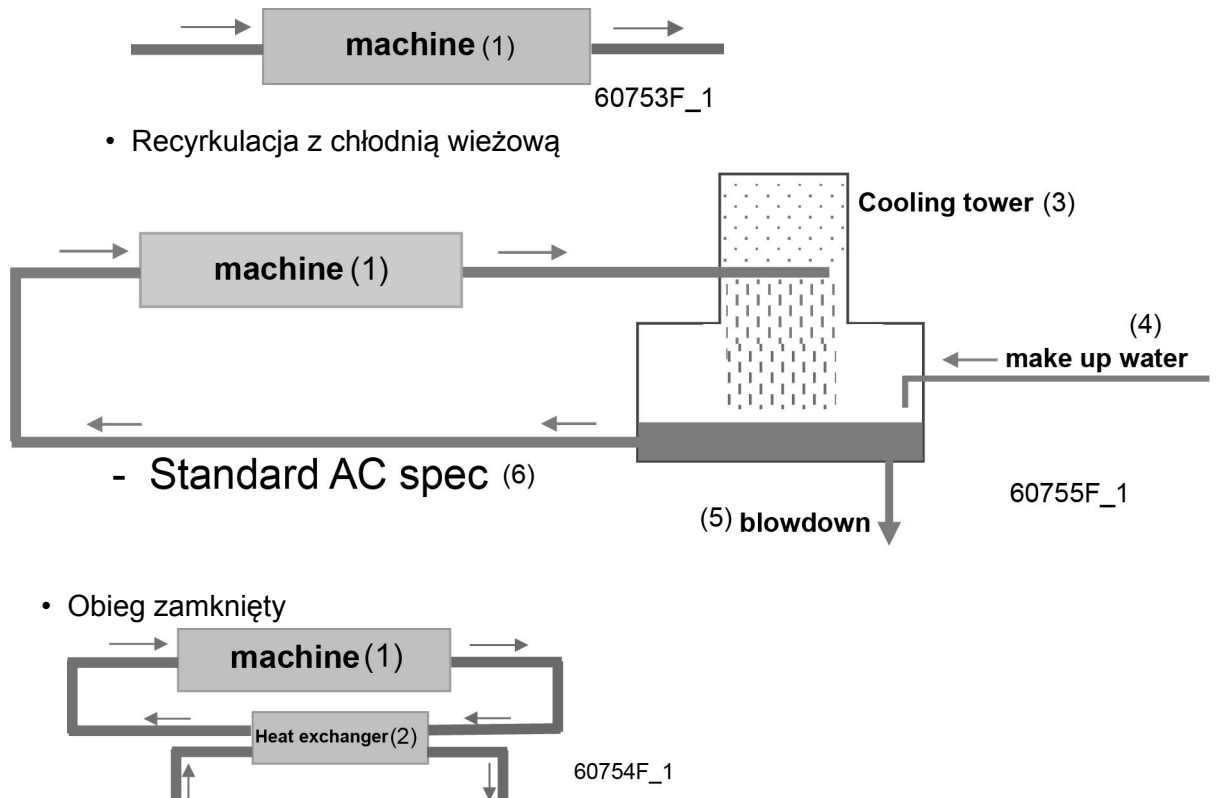 machine (1)
60753F_1
• Recyrkulacja z chłodnią wieżową
Cooling tower (3)
machine (1)
(4)
make up water
- Standard AC spec (6)
60755F_1
(5) blowdown
• Obieg zamknięty
machine (1)
Heat exchanger (2)
60754F_1